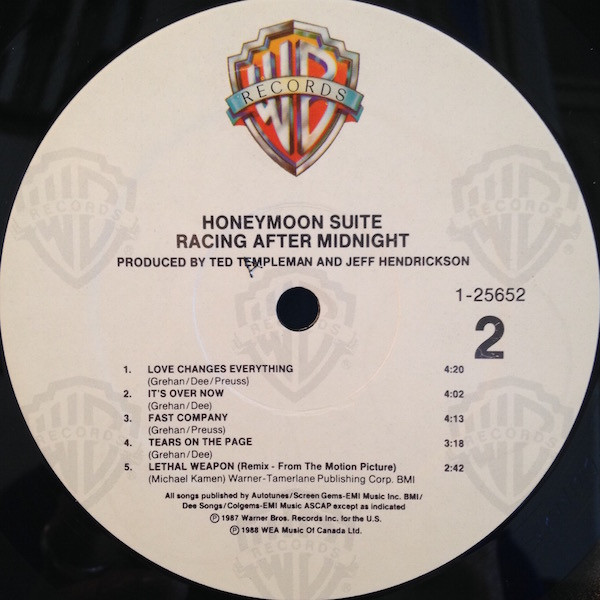 WB
RECORDS
HONEYMOON SUITE
RACING AFTER MIDNIGHT
PRODUCED BY TED TEMPLEMAN AND JEFF HENDRICKSON
1-25652
2
1. LOVE CHANGES EVERYTHING 4:20
(Grehan/Dee/Preuss)
2. IT'S OVER NOW 4:02
(Grehan/Dee)
3. FAST COMPANY 4:13
(Grehan/Preuss)
4. TEARS ON THE PAGE 3:18
(Grehan/Dee)
5. LETHAL WEAPON (Remix - From The Motion Picture) 2:42
(Michael Kamen) Warner-Tamerlane Publishing Corp. BMI
All songs published by Autotunes/Screen Gems-EMI Music Inc. BMI/
Dee Songs/Colgems-EMI Music ASCAP except as indicated
℗ 1987 Warner Bros. Records Inc. for the U.S.
℗ 1988 WEA Music Of Canada Ltd.